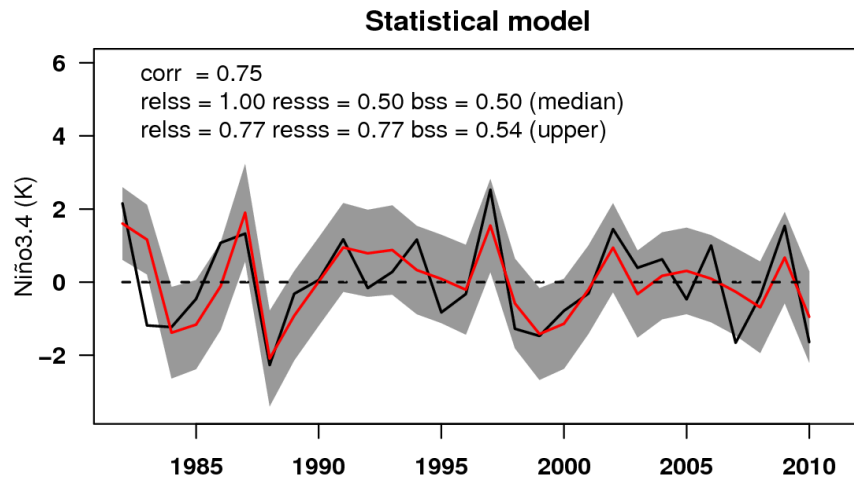 Statistical model
corr = 0.75
relss = 1.00 resss = 0.50 bss = 0.50 (median)
relss = 0.77 resss = 0.77 bss = 0.54 (upper)
Niño3.4 (K)
6
4
2
0
−2
1985 1990 1995 2000 2005 2010